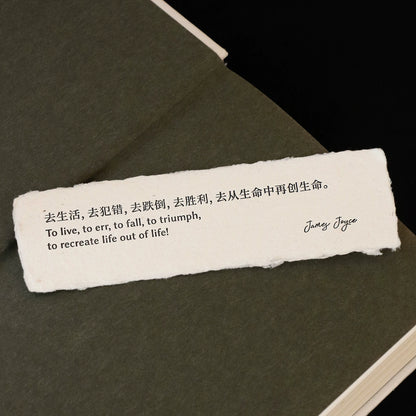 去生活，去犯错，去跌倒，去胜利，去从生命中再创生命。
To live, to err, to fall, to triumph,
to recreate life out of life!
James Joyce